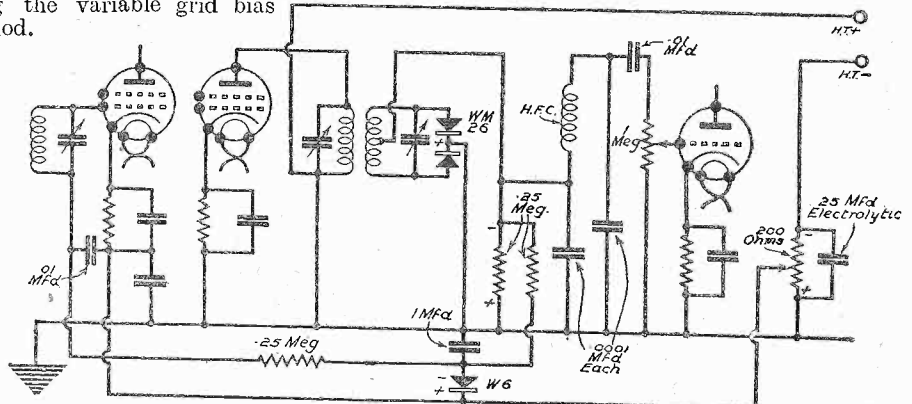 the variable grid bias
H.T.+
.01
Mfd
H.T.-
WM
26
H.F.C.
1
Meg
.25
Meg.
25 Mfd
Electrolytic
200
Ohms
-
+
-
+
+
.01
Mfd
.1 Mfd
.25 Meg
.0001
Mfd
Each
-
+
W6